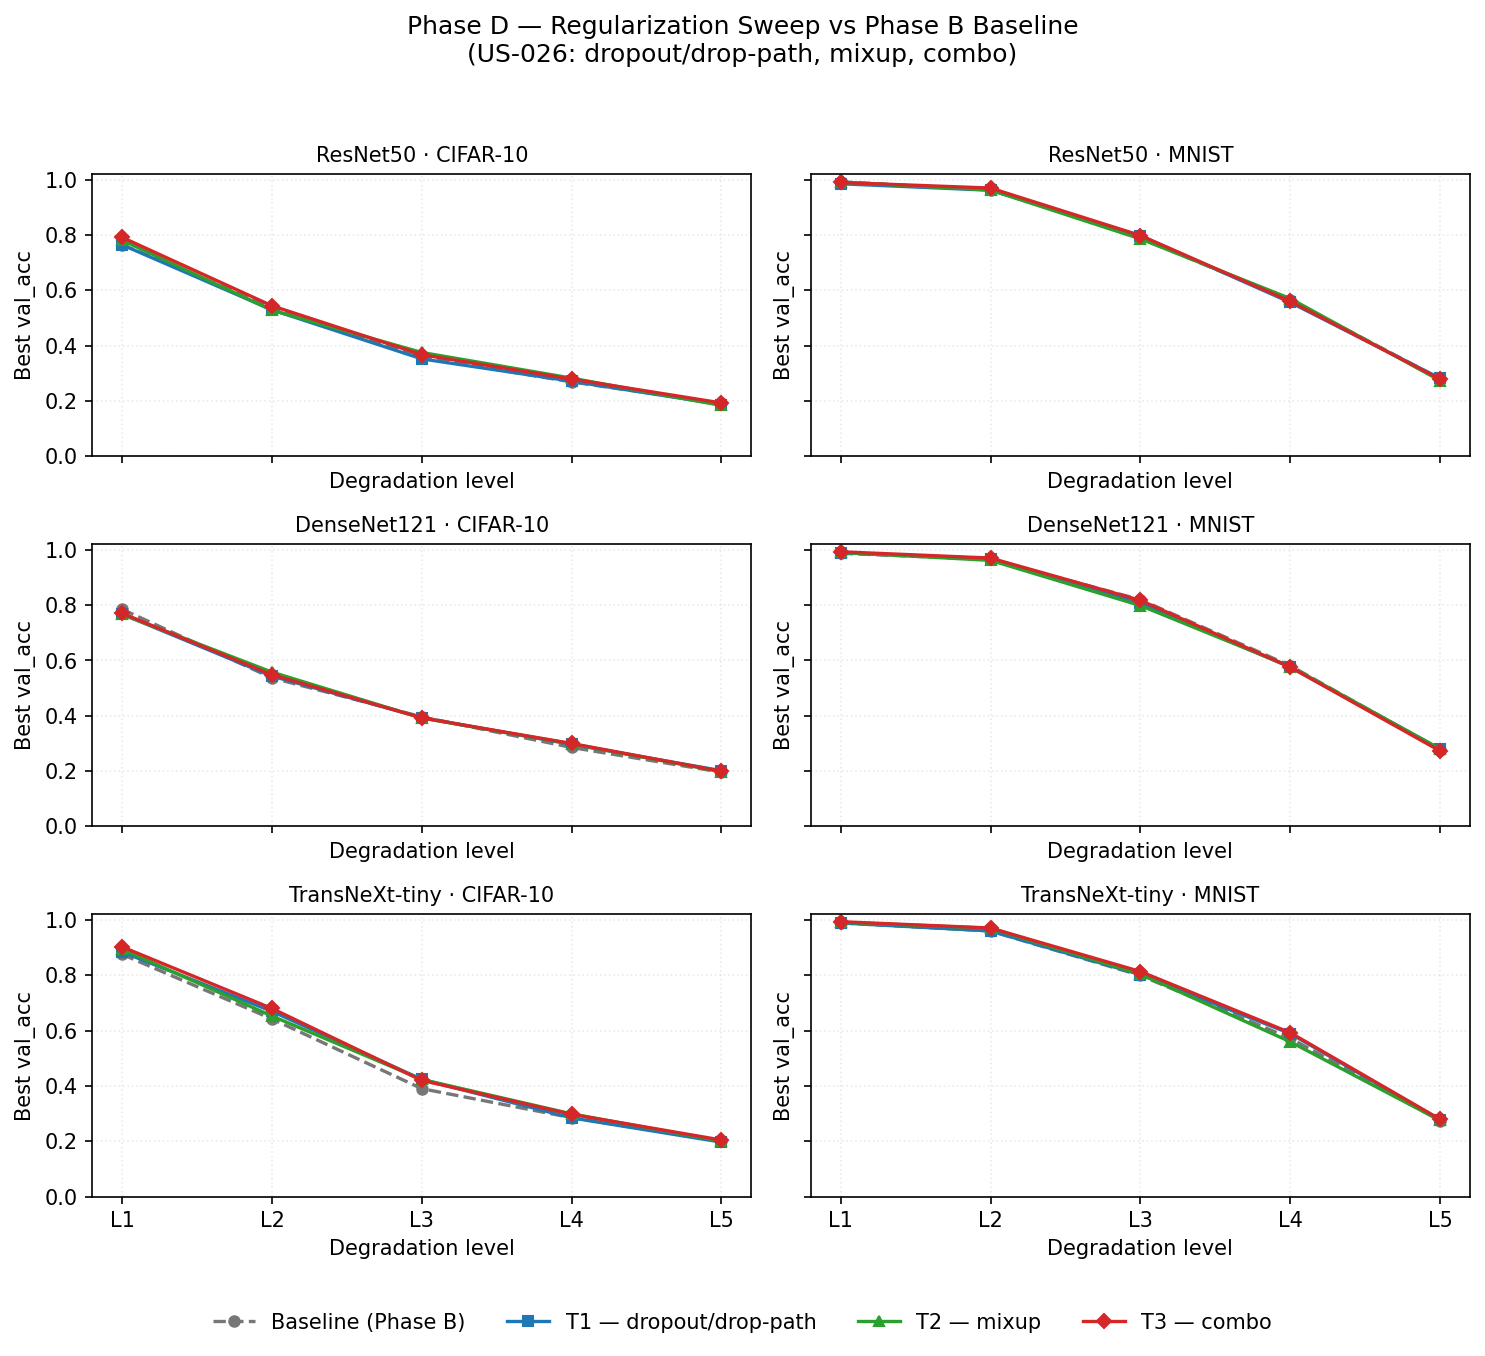 Phase D — Regularization Sweep vs Phase B Baseline
(US-026: dropout/drop-path, mixup, combo)
ResNet50 · CIFAR-10
1.0
0.8
0.6
0.4
0.2
0.0
Best val_acc
Degradation level
ResNet50 · MNIST
Best val_acc
Degradation level
DenseNet121 · CIFAR-10
1.0
0.8
0.6
0.4
0.2
0.0
Best val_acc
Degradation level
DenseNet121 · MNIST
Best val_acc
Degradation level
TransNeXt-tiny · CIFAR-10
1.0
0.8
0.6
0.4
0.2
0.0
Best val_acc
L1 L2 L3 L4 L5
Degradation level
TransNeXt-tiny · MNIST
Best val_acc
L1 L2 L3 L4 L5
Degradation level
Baseline (Phase B) T1 — dropout/drop-path T2 — mixup T3 — combo